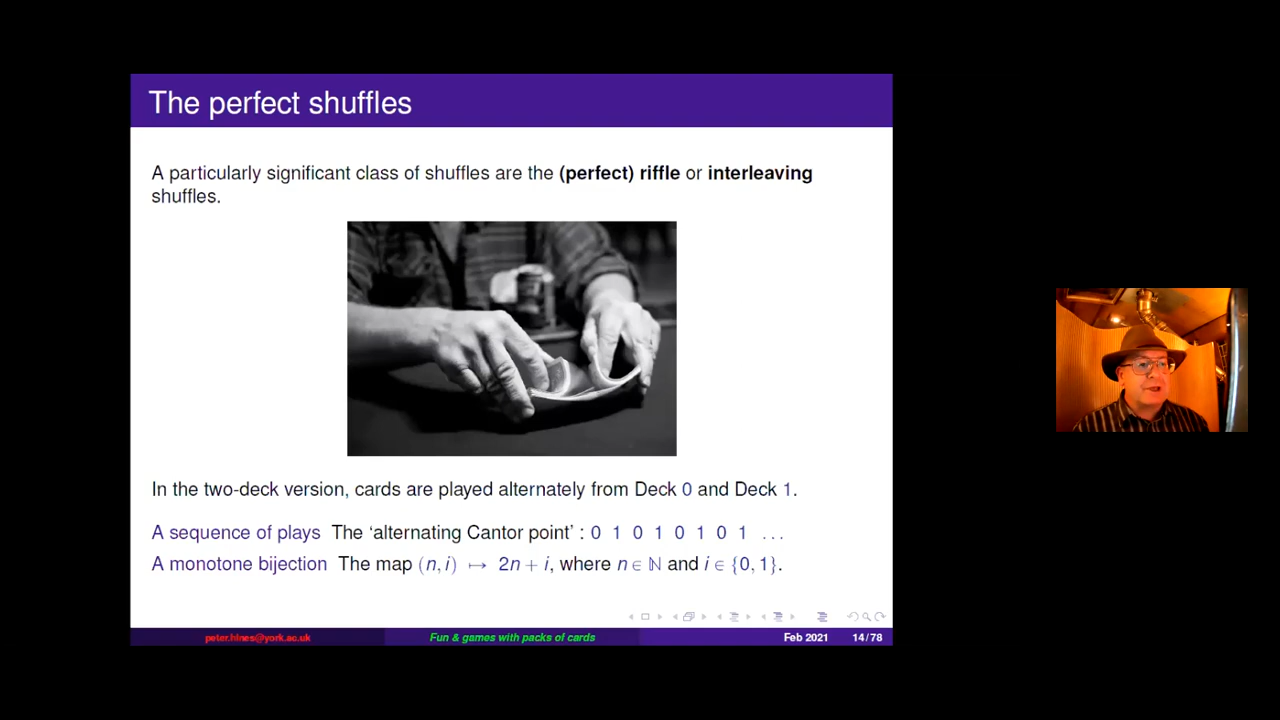 The perfect shuffles
A particularly significant class of shuffles are the (perfect) riffle or interleaving
shuffles.
In the two-deck version, cards are played alternately from Deck 0 and Deck 1.
A sequence of plays The ‘alternating Cantor point’ : 0 1 0 1 0 1 0 1 ...
A monotone bijection The map (n, i) ↦ 2n + i, where n ∈ ℕ and i ∈ {0, 1}.
peter.hines@york.ac.uk Fun & games with packs of cards Feb 2021 14/78